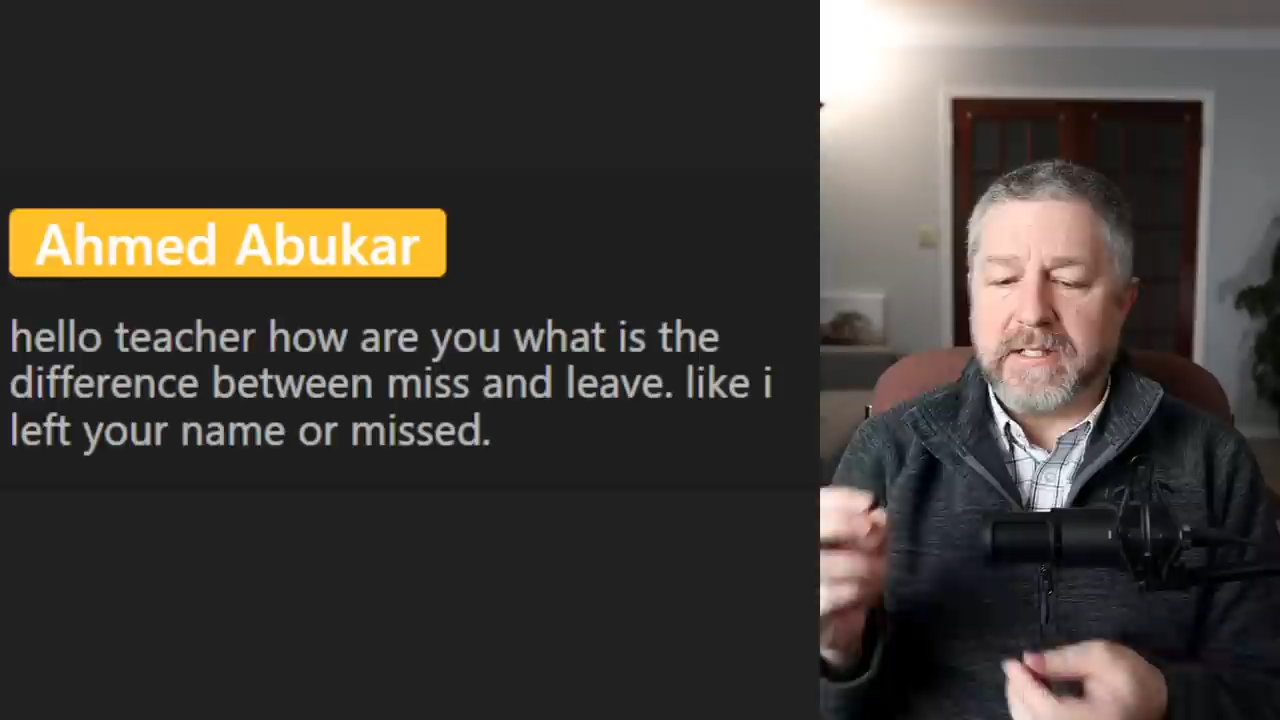 Ahmed Abukar
hello teacher how are you what is the
difference between miss and leave. like i
left your name or missed.